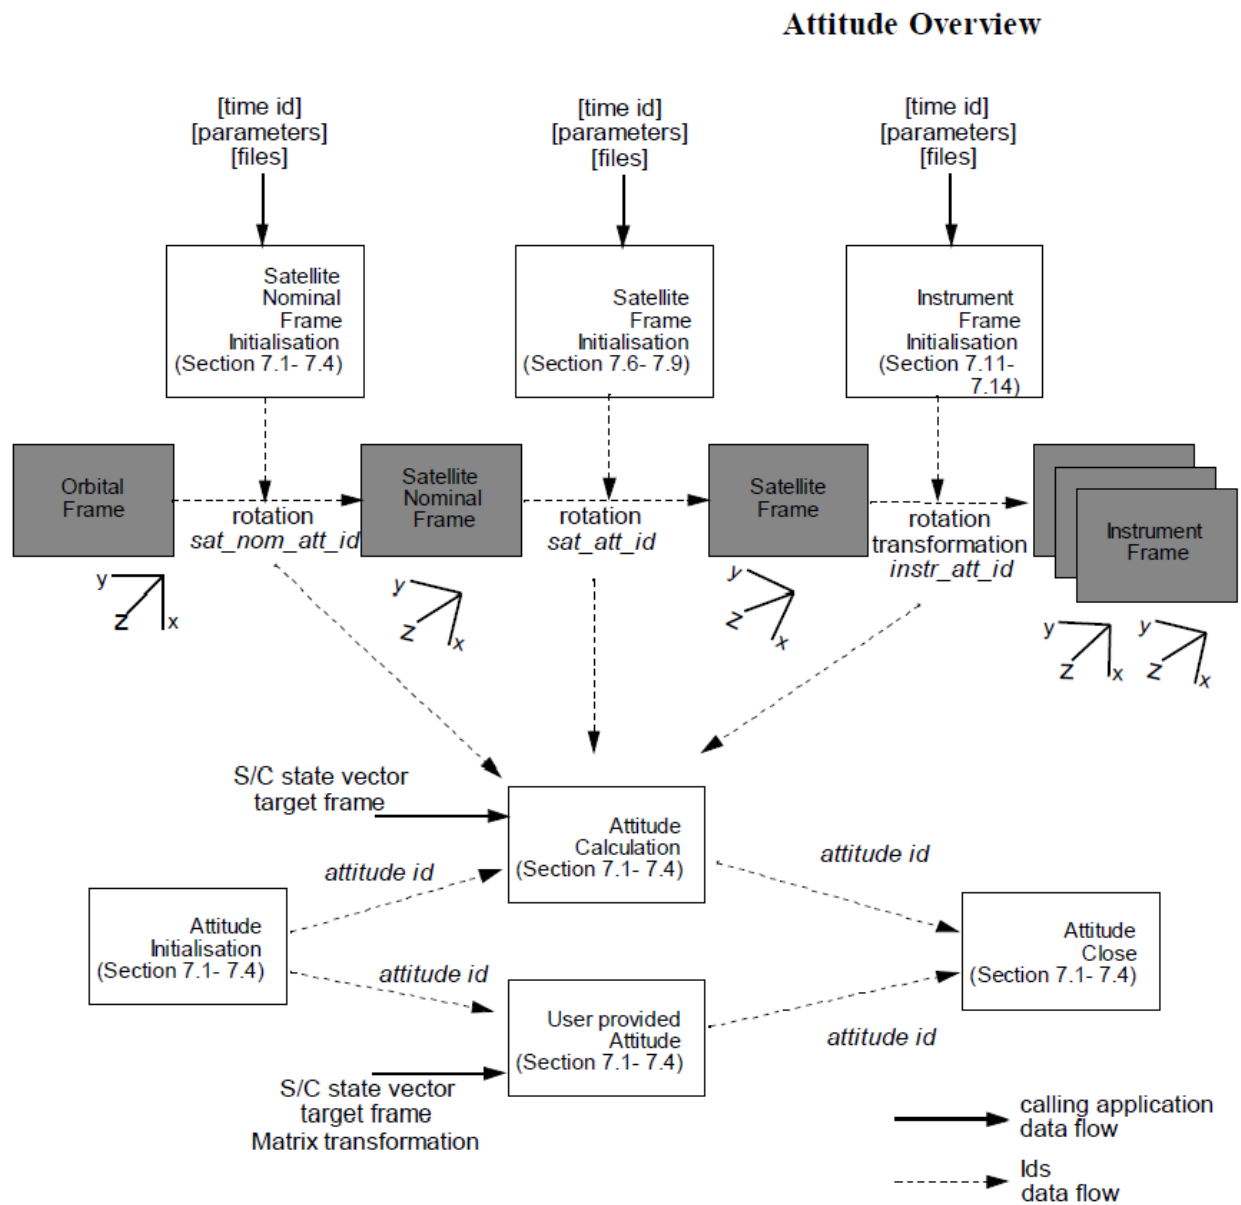 Attitude Overview
[time id]
[parameters]
[files]
[time id]
[parameters]
[files]
[time id]
[parameters]
[files]
Satellite
Nominal
Frame
Initialisation
(Section 7.1- 7.4)
Satellite
Frame
Initialisation
(Section 7.6- 7.9)
Instrument
Frame
Initialisation
(Section 7.11-
7.14)
Orbital
Frame
rotation
sat_nom_att_id
Satellite
Nominal
Frame
rotation
sat_att_id
Satellite
Frame
rotation
transformation
instr_att_id
Instrument
Frame
y
z
x
y
z
x
y
z
x
y
z
x
y
z
x
S/C state vector
target frame
Attitude
Calculation
(Section 7.1- 7.4)
attitude id
attitude id
Attitude
Initialisation
(Section 7.1- 7.4)
Attitude
Close
(Section 7.1- 7.4)
attitude id
User provided
Attitude
(Section 7.1- 7.4)
attitude id
S/C state vector
target frame
Matrix transformation
calling application
data flow
Ids
data flow